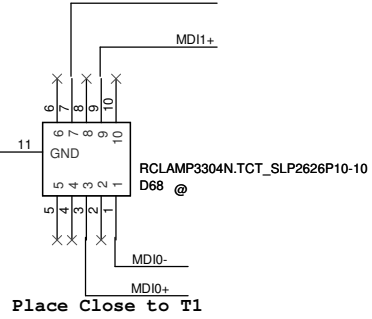 MDI1+
6 7 8 9 10
6 7 8 9 10
11
GND
RCLAMP3304N.TCT_SLP2626P10-10
D68 @
5 4 3 2 1
5 4 3 2 1
MDI0-
MDI0+
Place Close to T1